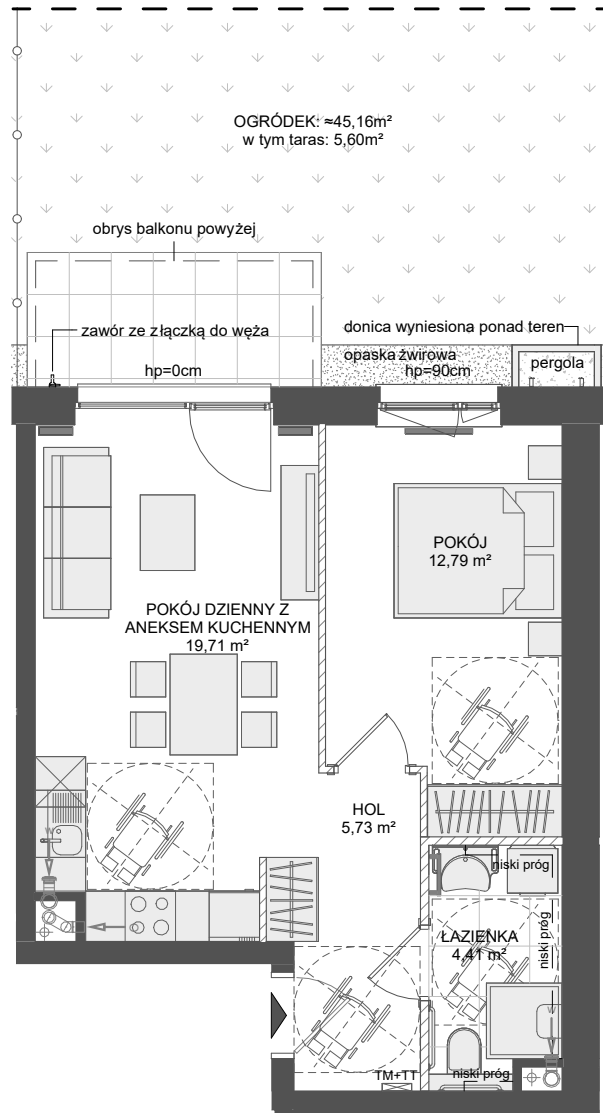 OGRÓDEK: ≈45,16m²
w tym taras: 5,60m²
obrys balkonu powyżej
zawór ze złączką do węża
donica wyniesiona ponad teren
opaska żwirowa
pergola
hp=0cm
hp=90cm
POKÓJ
12,79 m²
POKÓJ DZIENNY Z
ANEKSEM KUCHENNYM
19,71 m²
HOL
5,73 m²
niski próg
niski próg
ŁAZIENKA
4,41 m²
TM+TT
niski próg